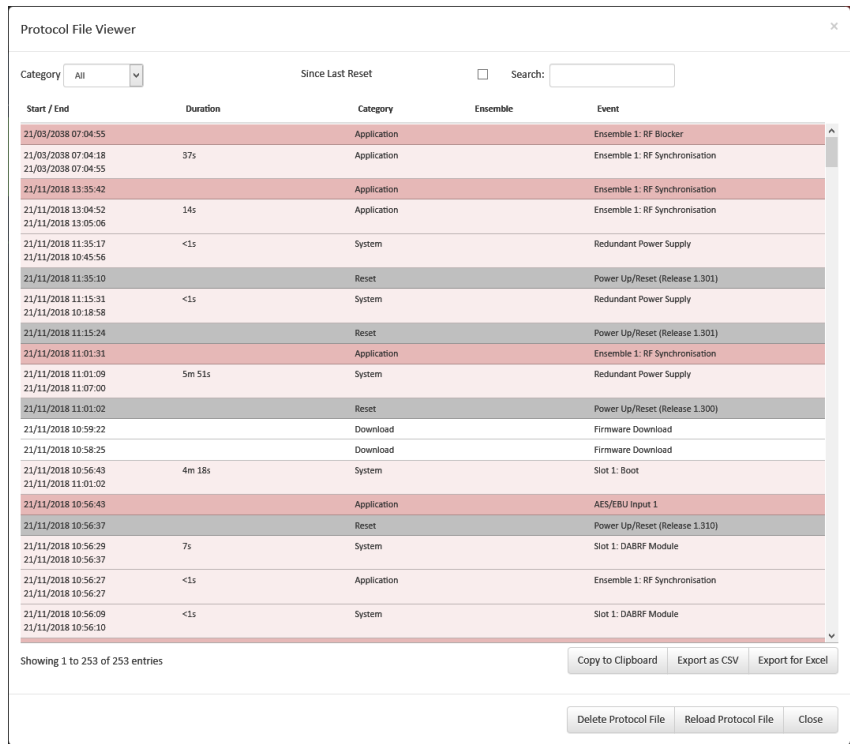 Protocol File Viewer ×
Category All Since Last Reset Search:
Start / End Duration Category Ensemble Event
21/03/2038 07:04:55 Application Ensemble 1: RF Blocker
21/03/2038 07:04:18 37s Application Ensemble 1: RF Synchronisation
21/03/2038 07:04:55
21/11/2018 13:35:42 Application Ensemble 1: RF Synchronisation
21/11/2018 13:04:52 14s Application Ensemble 1: RF Synchronisation
21/11/2018 13:05:06
21/11/2018 11:35:17 <1s System Redundant Power Supply
21/11/2018 10:45:56
21/11/2018 11:35:10 Reset Power Up/Reset (Release 1.301)
21/11/2018 11:15:31 <1s System Redundant Power Supply
21/11/2018 10:18:58
21/11/2018 11:15:24 Reset Power Up/Reset (Release 1.301)
21/11/2018 11:01:31 Application Ensemble 1: RF Synchronisation
21/11/2018 11:01:09 5m 51s System Redundant Power Supply
21/11/2018 11:07:00
21/11/2018 11:01:02 Reset Power Up/Reset (Release 1.300)
21/11/2018 10:59:22 Download Firmware Download
21/11/2018 10:58:25 Download Firmware Download
21/11/2018 10:56:43 4m 18s System Slot 1: Boot
21/11/2018 11:01:02
21/11/2018 10:56:43 Application AES/EBU Input 1
21/11/2018 10:56:37 Reset Power Up/Reset (Release 1.310)
21/11/2018 10:56:29 7s System Slot 1: DABRF Module
21/11/2018 10:56:37
21/11/2018 10:56:27 <1s Application Ensemble 1: RF Synchronisation
21/11/2018 10:56:27
21/11/2018 10:56:09 <1s System Slot 1: DABRF Module
21/11/2018 10:56:10
Showing 1 to 253 of 253 entries Copy to Clipboard Export as CSV Export for Excel
Delete Protocol File Reload Protocol File Close